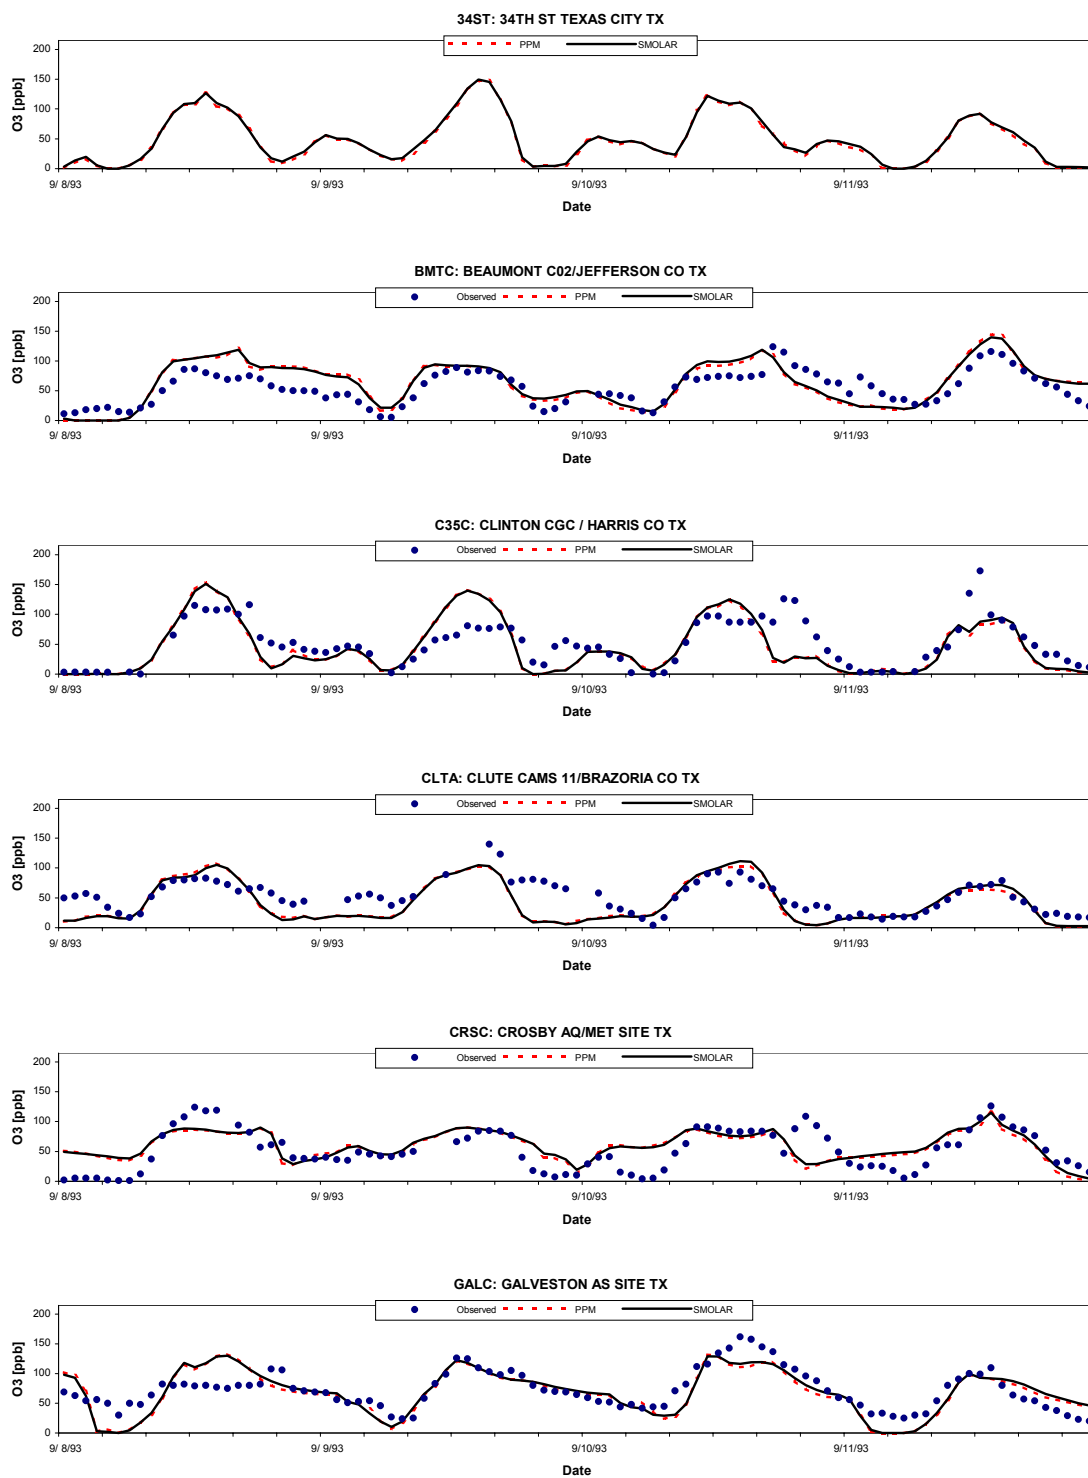 34ST: 34TH ST TEXAS CITY TX
PPM SMOLAR
O3 [ppb]
200
150
100
50
0
9/ 8/93 9/ 9/93 9/10/93 9/11/93
Date
BMTC: BEAUMONT C02/JEFFERSON CO TX
Observed PPM SMOLAR
O3 [ppb]
200
150
100
50
0
9/ 8/93 9/ 9/93 9/10/93 9/11/93
Date
C35C: CLINTON CGC / HARRIS CO TX
Observed PPM SMOLAR
O3 [ppb]
200
150
100
50
0
9/ 8/93 9/ 9/93 9/10/93 9/11/93
Date
CLTA: CLUTE CAMS 11/BRAZORIA CO TX
Observed PPM SMOLAR
O3 [ppb]
200
150
100
50
0
9/ 8/93 9/ 9/93 9/10/93 9/11/93
Date
CRSC: CROSBY AQ/MET SITE TX
Observed PPM SMOLAR
O3 [ppb]
200
150
100
50
0
9/ 8/93 9/ 9/93 9/10/93 9/11/93
Date
GALC: GALVESTON AS SITE TX
Observed PPM SMOLAR
O3 [ppb]
200
150
100
50
0
9/ 8/93 9/ 9/93 9/10/93 9/11/93
Date